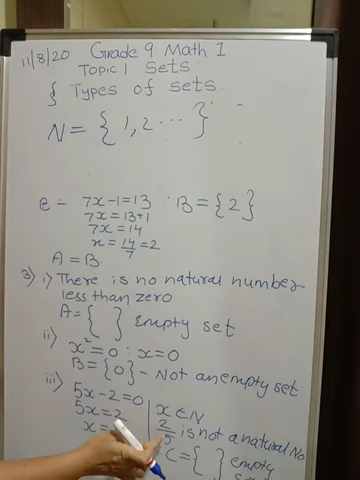 11/8/20 Grade 9 Math 1
Topic 1 Sets
Types of sets
N = { 1, 2 ... }
B = 7x-1=13 : B = { 2 }
7x = 13+1
7x = 14
x = 14/7 = 2
A = B
3) i) There is no natural number
less than zero
A = { } Empty set
ii) x² = 0 : x = 0
B = { 0 } - Not an empty set
iii) 5x - 2 = 0
5x = 2
x =
x ∈ N
2/5 is not a natural No
C = { } empty